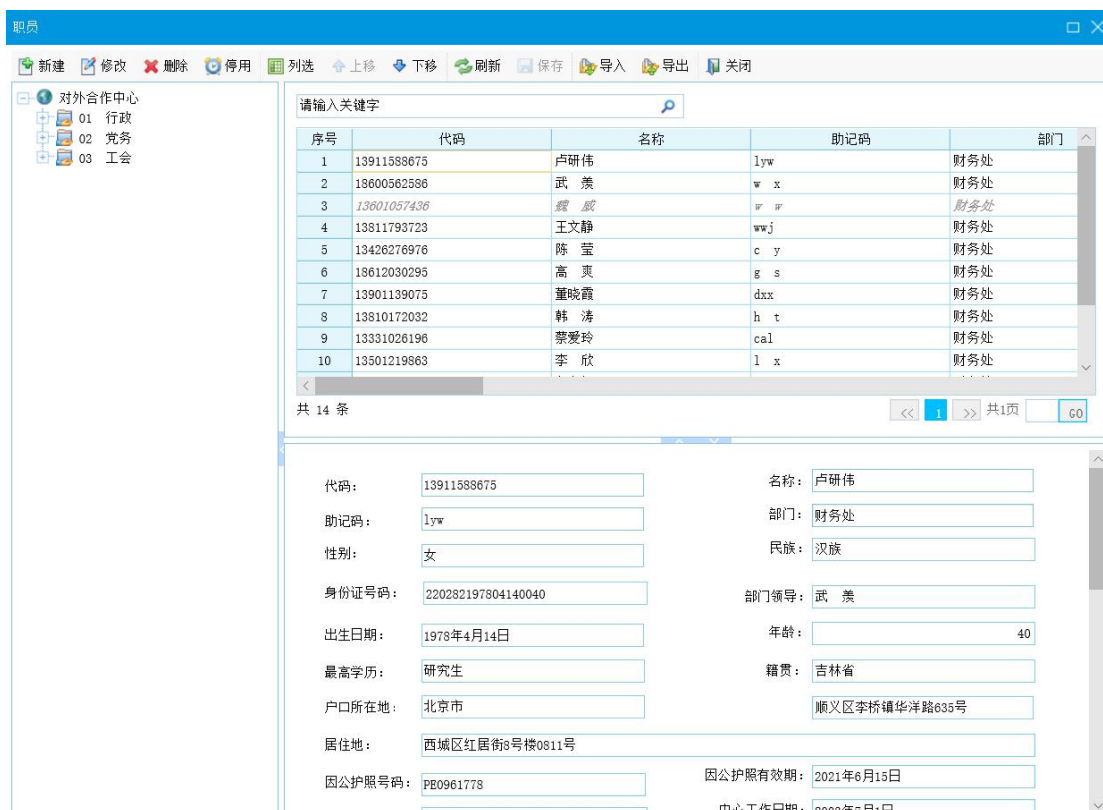 职员
新建 修改 删除 停用 列选 上移 下移 刷新 保存 导入 导出 关闭
对外合作中心
01 行政
02 党务
03 工会
请输入关键字
序号 代码 名称 助记码 部门
1 13911588675 卢研伟 lyw 财务处
2 18600562586 武 羡 w x 财务处
3 13601057436 魏 威 w w 财务处
4 13811793723 王文静 wwj 财务处
5 13426276976 陈 莹 c y 财务处
6 18612030295 高 爽 g s 财务处
7 13901139075 董晓霞 dxx 财务处
8 13810172032 韩 涛 h t 财务处
9 13331026196 蔡爱玲 cal 财务处
10 13501219863 李 欣 l x 财务处
共 14 条
<< 1 >> 共1页 GO
代码: 13911588675 名称: 卢研伟
助记码: lyw 部门: 财务处
性别: 女 民族: 汉族
身份证号码: 220282197804140040 部门领导: 武 羡
出生日期: 1978年4月14日 年龄: 40
最高学历: 研究生 籍贯: 吉林省
户口所在地: 北京市 顺义区李桥镇华洋路635号
居住地: 西城区红居街8号楼0811号
因公护照号码: PE0961778 因公护照有效期: 2021年6月15日
中心工作日期: